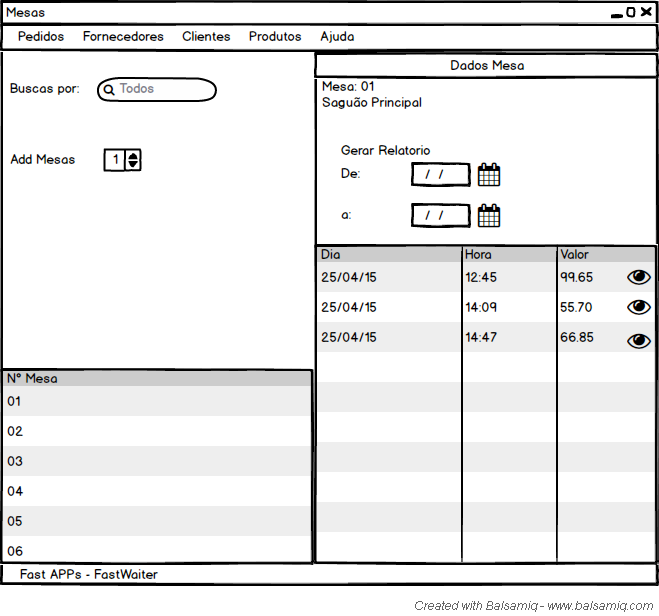 Mesas
Pedidos Fornecedores Clientes Produtos Ajuda
Buscas por: Todos
Add Mesas 1
Nº Mesa
01
02
03
04
05
06
Dados Mesa
Mesa: 01
Saguão Principal
Gerar Relatorio
De: / /
a: / /
Dia Hora Valor
25/04/15 12:45 99.65
25/04/15 14:09 55.70
25/04/15 14:47 66.85
Fast APPs - FastWaiter
Created with Balsamiq - www.balsamiq.com